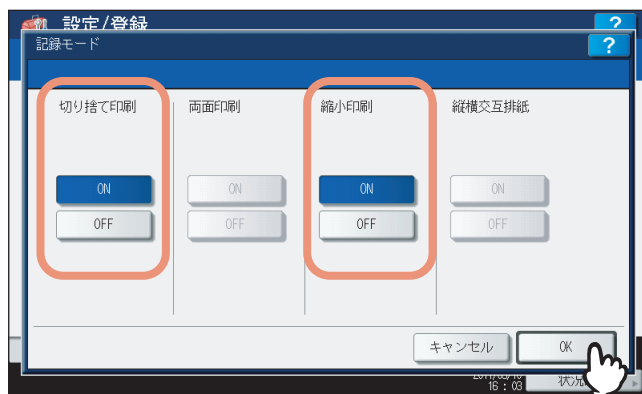 設定/登録
?
記録モード
?
切り捨て印刷
両面印刷
縮小印刷
縦横交互排紙
ON
ON
ON
ON
OFF
OFF
OFF
OFF
キャンセル
OK
16 : 03
状況